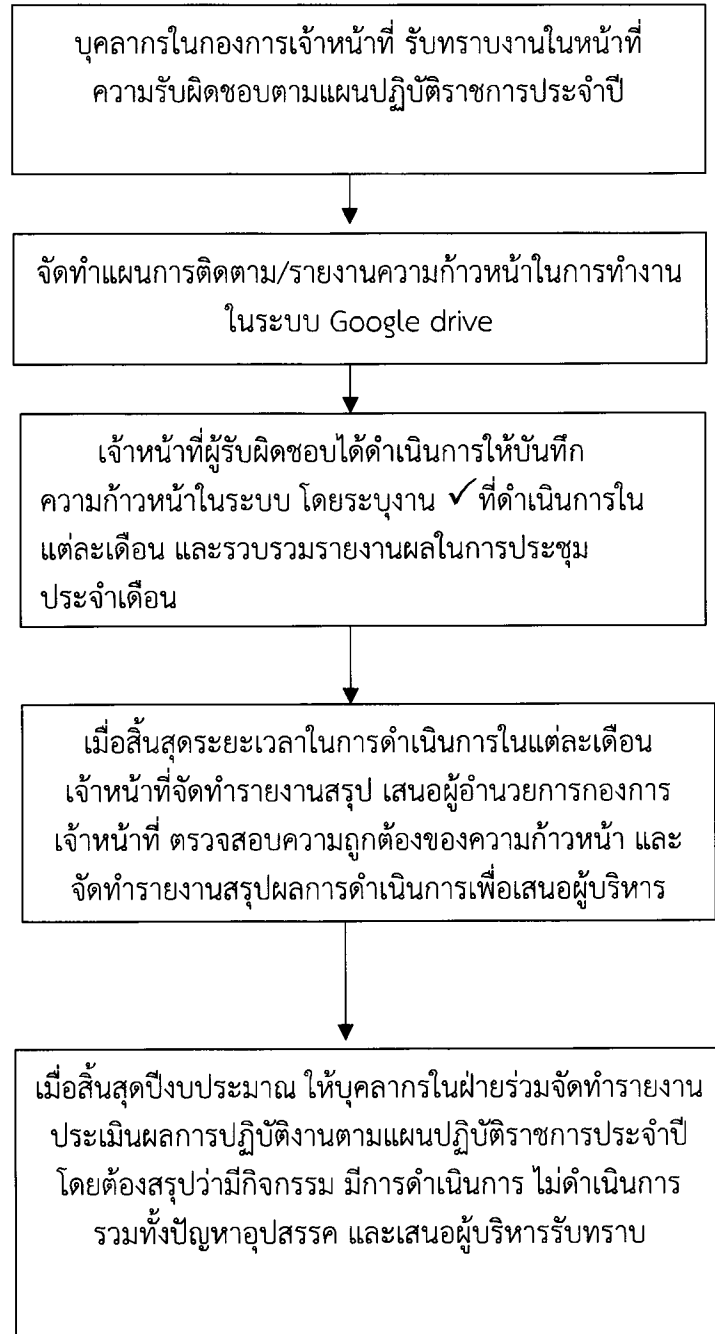 บุคลากรในกองการเจ้าหน้าที่ รับทราบงานในหน้าที่
ความรับผิดชอบตามแผนปฏิบัติราชการประจำปี
จัดทำแผนการติดตาม/รายงานความก้าวหน้าในการทำงาน
ในระบบ Google drive
เจ้าหน้าที่ผู้รับผิดชอบได้ดำเนินการให้บันทึก
ความก้าวหน้าในระบบ โดยระบุงาน ✓ ที่ดำเนินการใน
แต่ละเดือน และรวบรวมรายงานผลในการประชุม
ประจำเดือน
เมื่อสิ้นสุดระยะเวลาในการดำเนินการในแต่ละเดือน
เจ้าหน้าที่จัดทำรายงานสรุป เสนอผู้อำนวยการกองการ
เจ้าหน้าที่ ตรวจสอบความถูกต้องของความก้าวหน้า และ
จัดทำรายงานสรุปผลการดำเนินการเพื่อเสนอผู้บริหาร
เมื่อสิ้นสุดปีงบประมาณ ให้บุคลากรในฝ่ายร่วมจัดทำรายงาน
ประเมินผลการปฏิบัติงานตามแผนปฏิบัติราชการประจำปี
โดยต้องสรุปว่ามีกิจกรรม มีการดำเนินการ ไม่ดำเนินการ
รวมทั้งปัญหาอุปสรรค และเสนอผู้บริหารรับทราบ